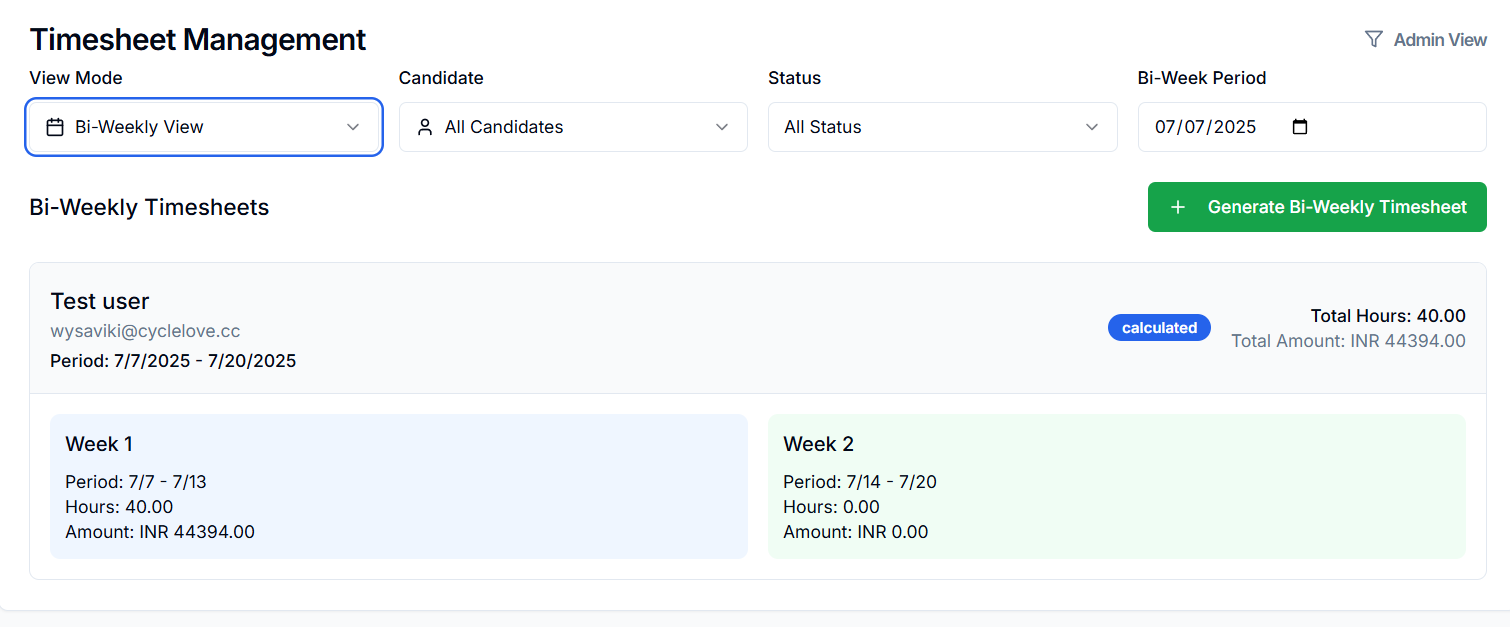 Timesheet Management
Admin View
View Mode
Candidate
Status
Bi-Week Period
Bi-Weekly View
All Candidates
All Status
07/07/2025
Bi-Weekly Timesheets
+ Generate Bi-Weekly Timesheet
Test user
wysaviki@cyclelove.cc
Period: 7/7/2025 - 7/20/2025
calculated
Total Hours: 40.00
Total Amount: INR 44394.00
Week 1
Period: 7/7 - 7/13
Hours: 40.00
Amount: INR 44394.00
Week 2
Period: 7/14 - 7/20
Hours: 0.00
Amount: INR 0.00